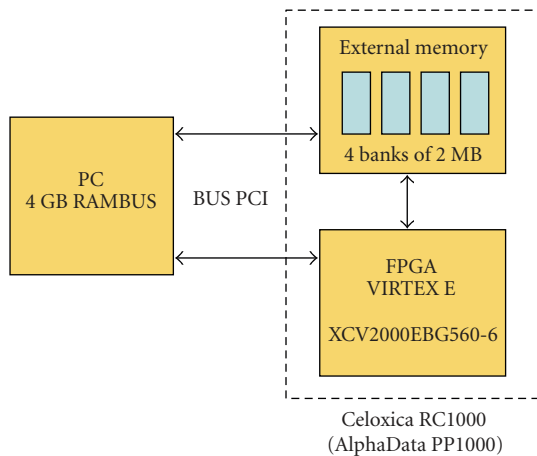 External memory
4 banks of 2 MB
PC
4 GB RAMBUS
BUS PCI
FPGA
VIRTEX E
XCV2000EBG560-6
Celoxica RC1000
(AlphaData PP1000)